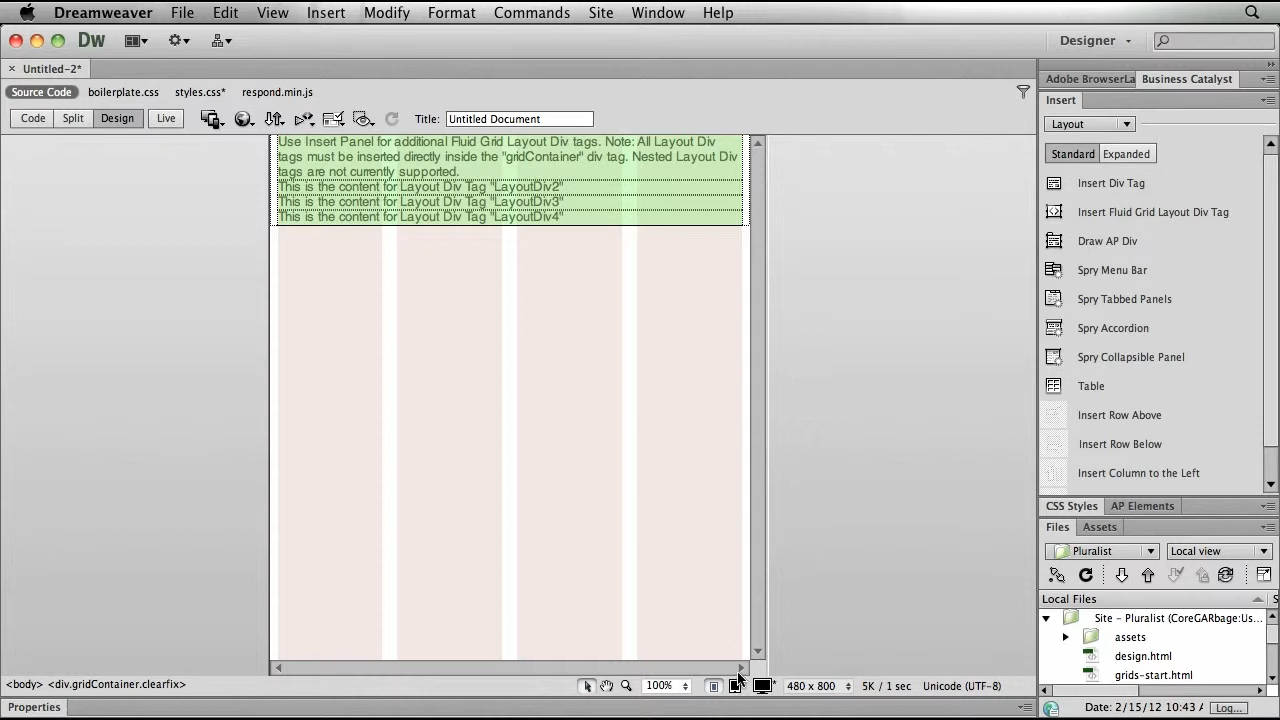 Dreamweaver File Edit View Insert Modify Format Commands Site Window Help
Dw Designer
× Untitled-2* Adobe BrowserLa Business Catalyst
Source Code boilerplate.css styles.css* respond.min.js
Insert
Code Split Design Live Title: Untitled Document
Layout
Use Insert Panel for additional Fluid Grid Layout Div tags. Note: All Layout Div
tags must be inserted directly inside the "gridContainer" div tag. Nested Layout Div
tags are not currently supported.
This is the content for Layout Div Tag "LayoutDiv2"
This is the content for Layout Div Tag "LayoutDiv3"
This is the content for Layout Div Tag "LayoutDiv4"
Standard Expanded
Insert Div Tag
Insert Fluid Grid Layout Div Tag
Draw AP Div
Spry Menu Bar
Spry Tabbed Panels
Spry Accordion
Spry Collapsible Panel
Table
Insert Row Above
Insert Row Below
Insert Column to the Left
CSS Styles AP Elements
Files Assets
Pluralist Local view
Local Files S
Site – Pluralist (CoreGARbage:Us...
assets
design.html
grids-start.html
<body> <div.gridContainer.clearfix> 100% 480 x 800 5K / 1 sec Unicode (UTF-8)
Properties Date: 2/15/12 10:43 A Log...